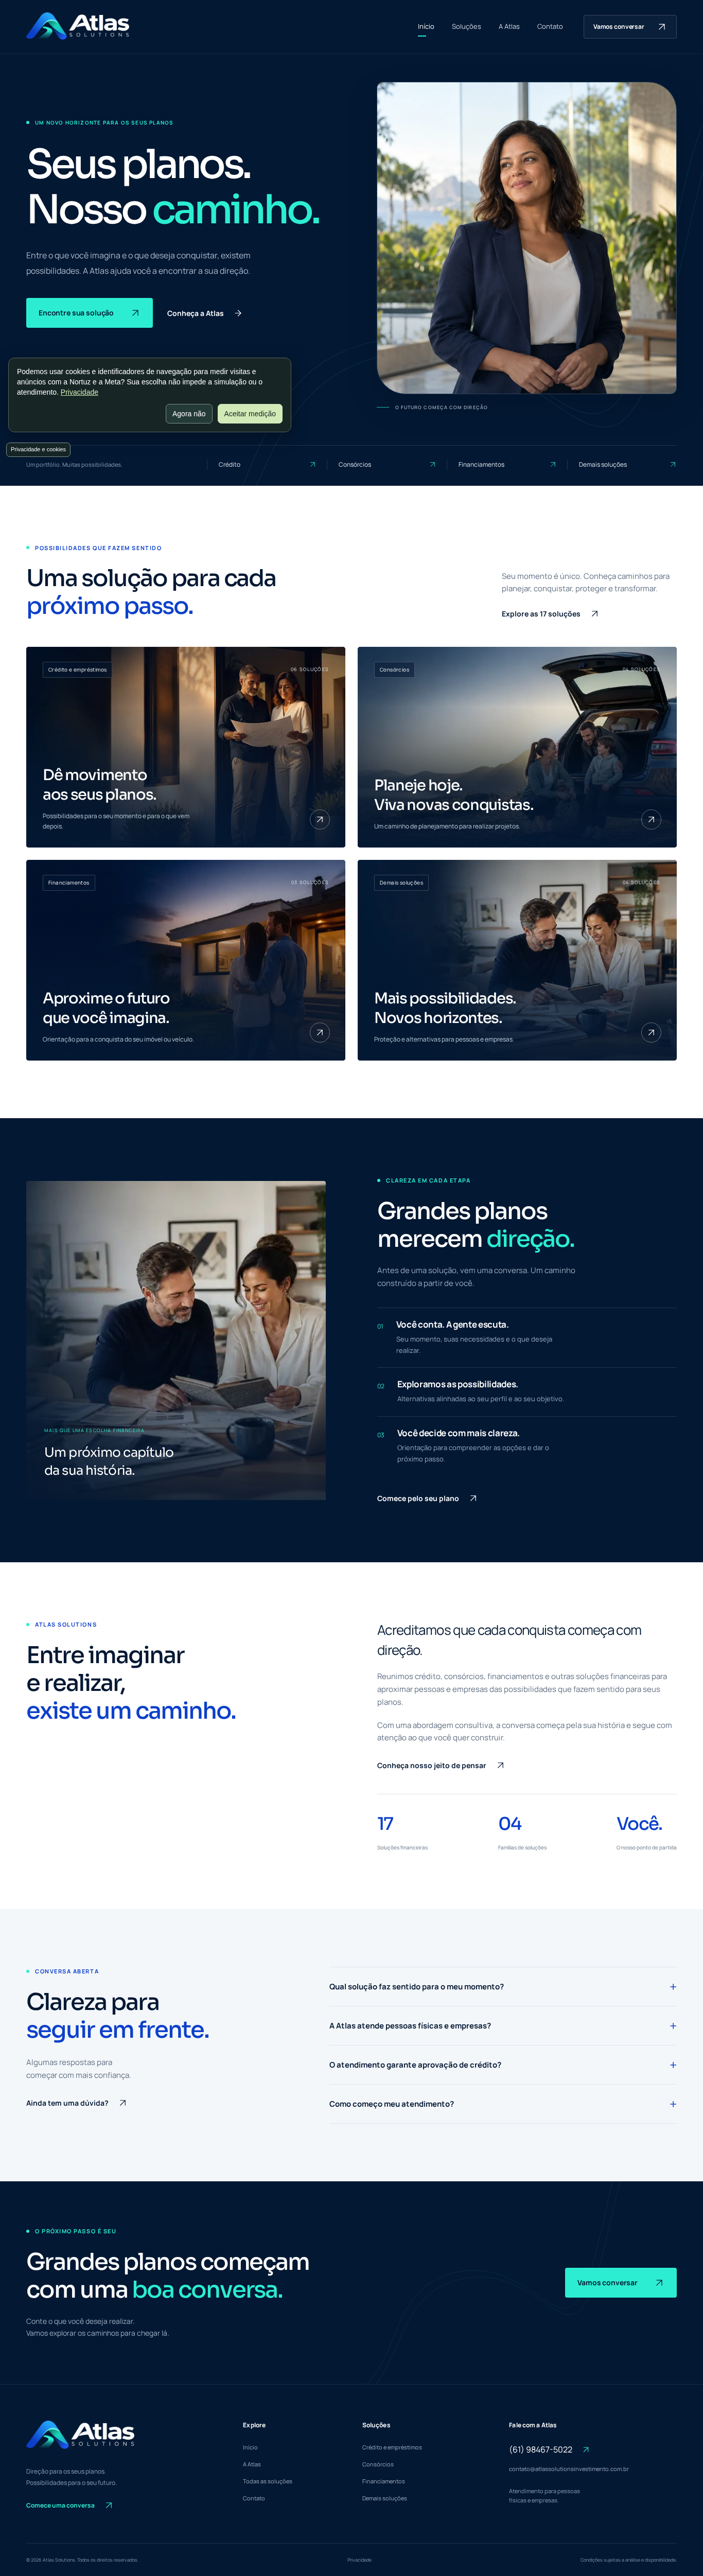 Atlas
SOLUTIONS
Início
Soluções
A Atlas
Contato
Vamos conversar
UM NOVO HORIZONTE PARA OS SEUS PLANOS
Seus planos.
Nosso caminho.
Entre o que você imagina e o que deseja conquistar, existem
possibilidades. A Atlas ajuda você a encontrar a sua direção.
Encontre sua solução
Conheça a Atlas
O FUTURO COMEÇA COM DIREÇÃO
Podemos usar cookies e identificadores de navegação para medir visitas e
anúncios com a Nortuz e a Meta? Sua escolha não impede a simulação ou o
atendimento. Privacidade
Agora não
Aceitar medição
Privacidade e cookies
Um portfólio. Muitas possibilidades.
Crédito
Consórcios
Financiamentos
Demais soluções
POSSIBILIDADES QUE FAZEM SENTIDO
Uma solução para cada
próximo passo.
Seu momento é único. Conheça caminhos para
planejar, conquistar, proteger e transformar.
Explore as 17 soluções
Crédito e empréstimos
06 SOLUÇÕES
Dê movimento
aos seus planos.
Possibilidades para o seu momento e para o que vem
depois.
Consórcios
04 SOLUÇÕES
Planeje hoje.
Viva novas conquistas.
Um caminho de planejamento para realizar projetos.
Financiamentos
03 SOLUÇÕES
Aproxime o futuro
que você imagina.
Orientação para a conquista do seu imóvel ou veículo.
Demais soluções
04 SOLUÇÕES
Mais possibilidades.
Novos horizontes.
Proteção e alternativas para pessoas e empresas.
MAIS QUE UMA ESCOLHA FINANCEIRA
Um próximo capítulo
da sua história.
CLAREZA EM CADA ETAPA
Grandes planos
merecem direção.
Antes de uma solução, vem uma conversa. Um caminho
construído a partir de você.
01
Você conta. A gente escuta.
Seu momento, suas necessidades e o que deseja
realizar.
02
Exploramos as possibilidades.
Alternativas alinhadas ao seu perfil e ao seu objetivo.
03
Você decide com mais clareza.
Orientação para compreender as opções e dar o
próximo passo.
Comece pelo seu plano
ATLAS SOLUTIONS
Entre imaginar
e realizar,
existe um caminho.
Acreditamos que cada conquista começa com
direção.
Reunimos crédito, consórcios, financiamentos e outras soluções financeiras para
aproximar pessoas e empresas das possibilidades que fazem sentido para seus
planos.
Com uma abordagem consultiva, a conversa começa pela sua história e segue com
atenção ao que você quer construir.
Conheça nosso jeito de pensar
17
Soluções financeiras
04
Famílias de soluções
Você.
O nosso ponto de partida
CONVERSA ABERTA
Clareza para
seguir em frente.
Algumas respostas para
começar com mais confiança.
Ainda tem uma dúvida?
Qual solução faz sentido para o meu momento?
A Atlas atende pessoas físicas e empresas?
O atendimento garante aprovação de crédito?
Como começo meu atendimento?
O PRÓXIMO PASSO É SEU
Grandes planos começam
com uma boa conversa.
Conte o que você deseja realizar.
Vamos explorar os caminhos para chegar lá.
Vamos conversar
Atlas
SOLUTIONS
Direção para os seus planos.
Possibilidades para o seu futuro.
Comece uma conversa
Explore
Início
A Atlas
Todas as soluções
Contato
Soluções
Crédito e empréstimos
Consórcios
Financiamentos
Demais soluções
Fale com a Atlas
(61) 98467-5022
contato@atlassolutionsinvestimento.com.br
Atendimento para pessoas
físicas e empresas
© 2026 Atlas Solutions. Todos os direitos reservados.
Privacidade
Condições sujeitas a análise e disponibilidade.